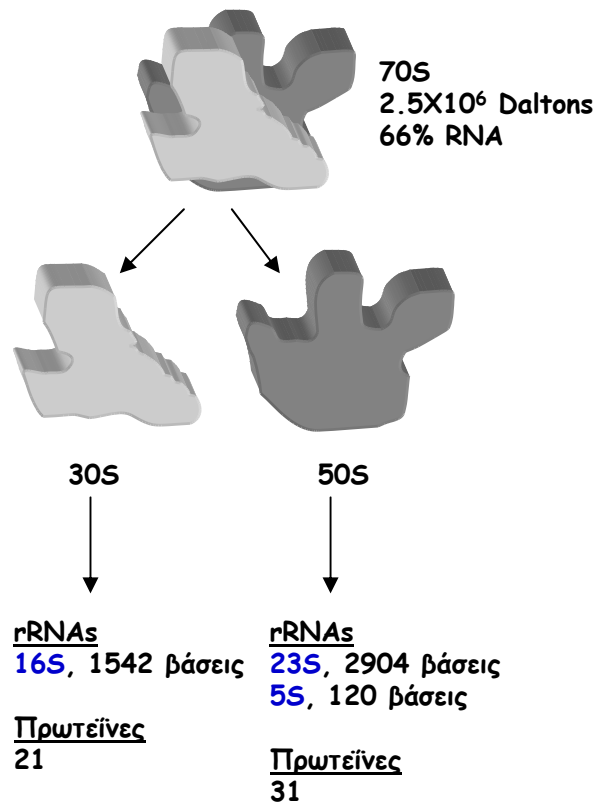 70S
2.5X10⁶ Daltons
66% RNA
30S
50S
rRNAs
16S, 1542 βάσεις
Πρωτεΐνες
21
rRNAs
23S, 2904 βάσεις
5S, 120 βάσεις
Πρωτεΐνες
31